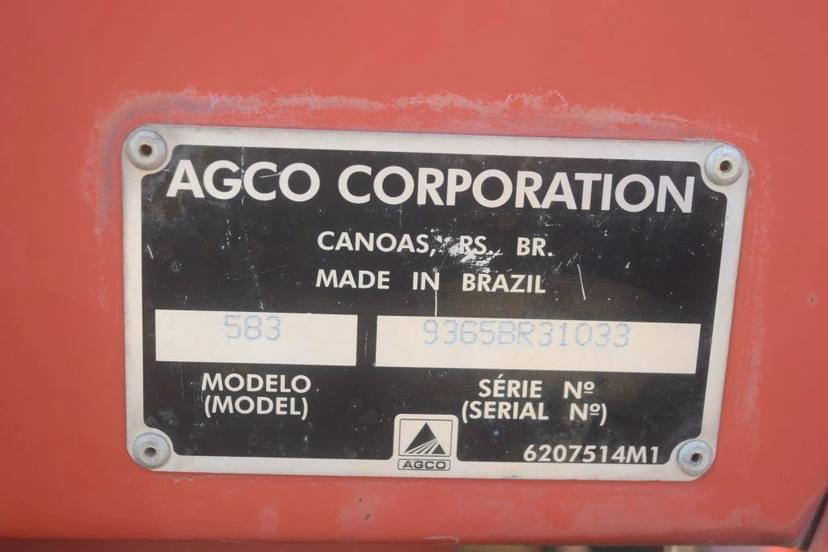 AGCO CORPORATION
CANOAS, RS. BR.
MADE IN BRAZIL
583
9365BR31033
MODELO
(MODEL)
SÉRIE Nº
(SERIAL Nº)
AGCO
6207514M1